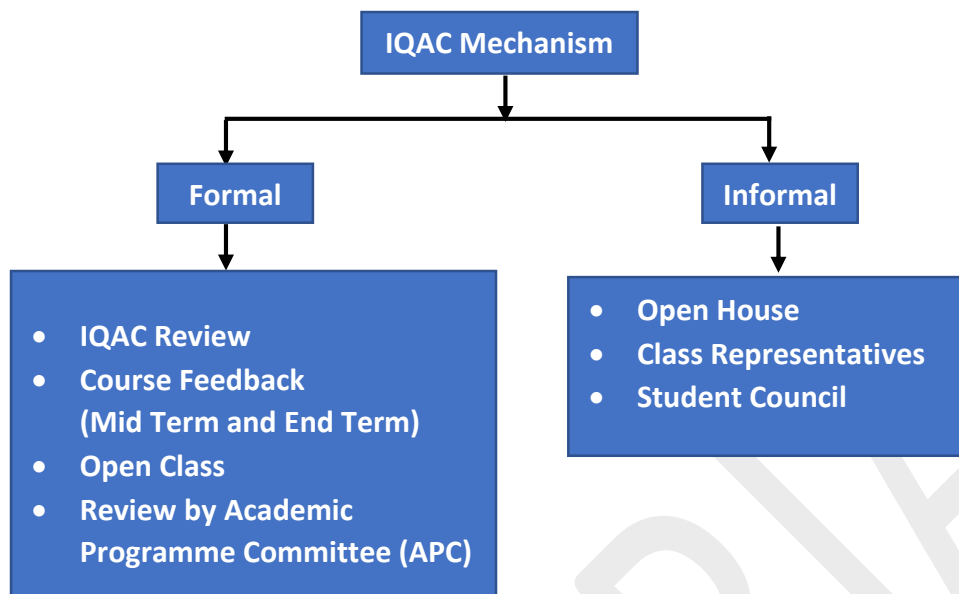 IQAC Mechanism
Formal
Informal
• IQAC Review
• Course Feedback
(Mid Term and End Term)
• Open Class
• Review by Academic
Programme Committee (APC)
• Open House
• Class Representatives
• Student Council